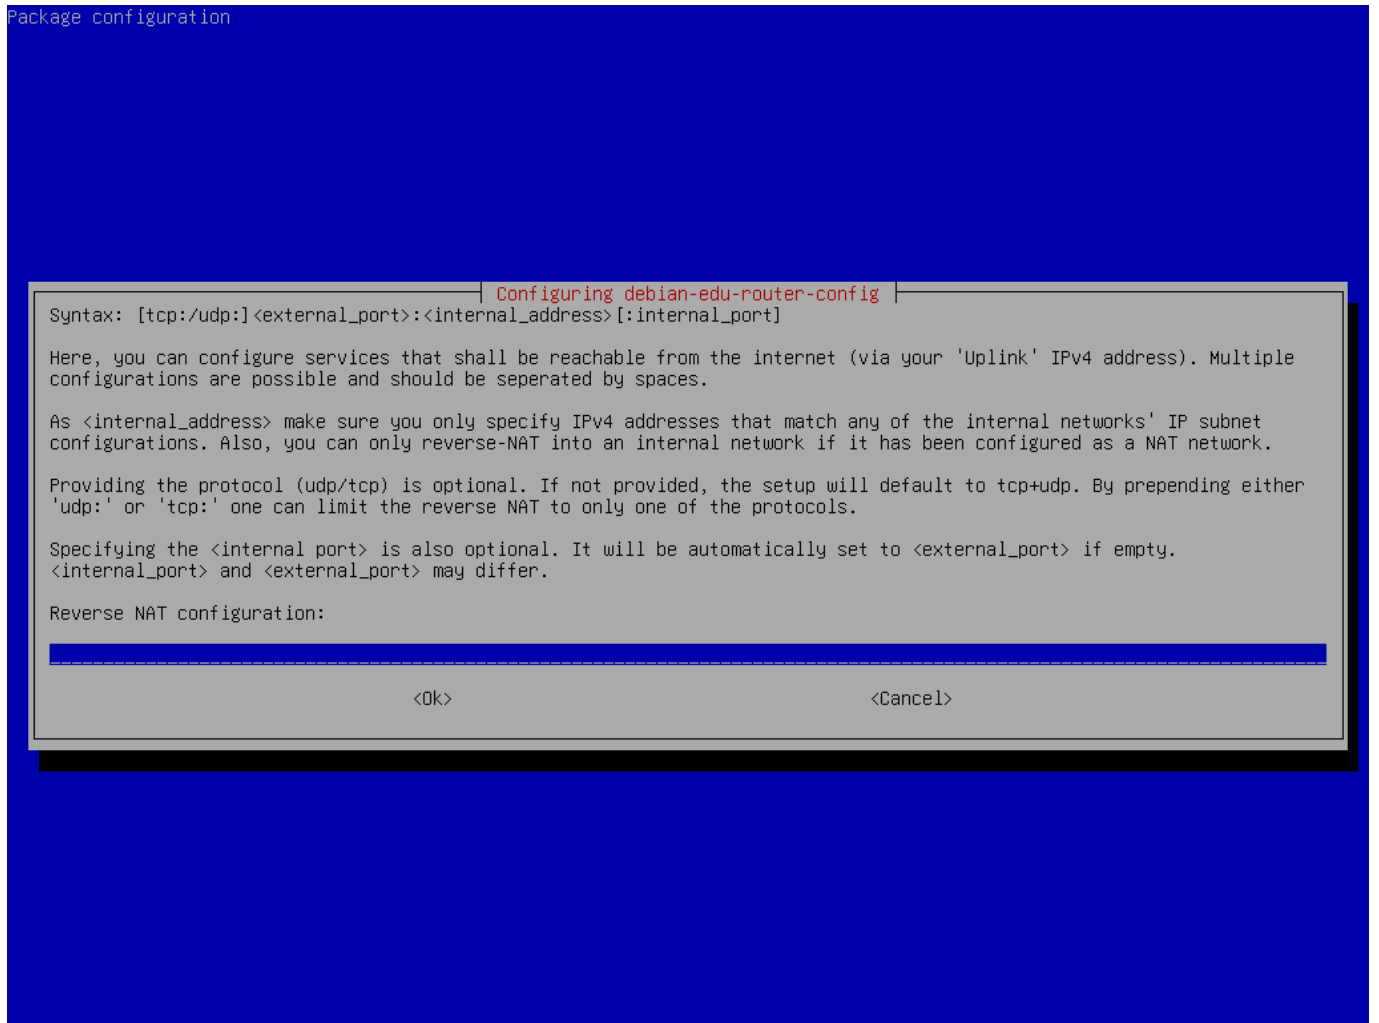 Package configuration
Configuring debian-edu-router-config
Syntax: [tcp:/udp:]<external_port>:<internal_address>[:internal_port]
Here, you can configure services that shall be reachable from the internet (via your 'Uplink' IPv4 address). Multiple
configurations are possible and should be seperated by spaces.
As <internal_address> make sure you only specify IPv4 addresses that match any of the internal networks' IP subnet
configurations. Also, you can only reverse-NAT into an internal network if it has been configured as a NAT network.
Providing the protocol (udp/tcp) is optional. If not provided, the setup will default to tcp+udp. By prepending either
'udp:' or 'tcp:' one can limit the reverse NAT to only one of the protocols.
Specifying the <internal port> is also optional. It will be automatically set to <external_port> if empty.
<internal_port> and <external_port> may differ.
Reverse NAT configuration:
<Ok> <Cancel>